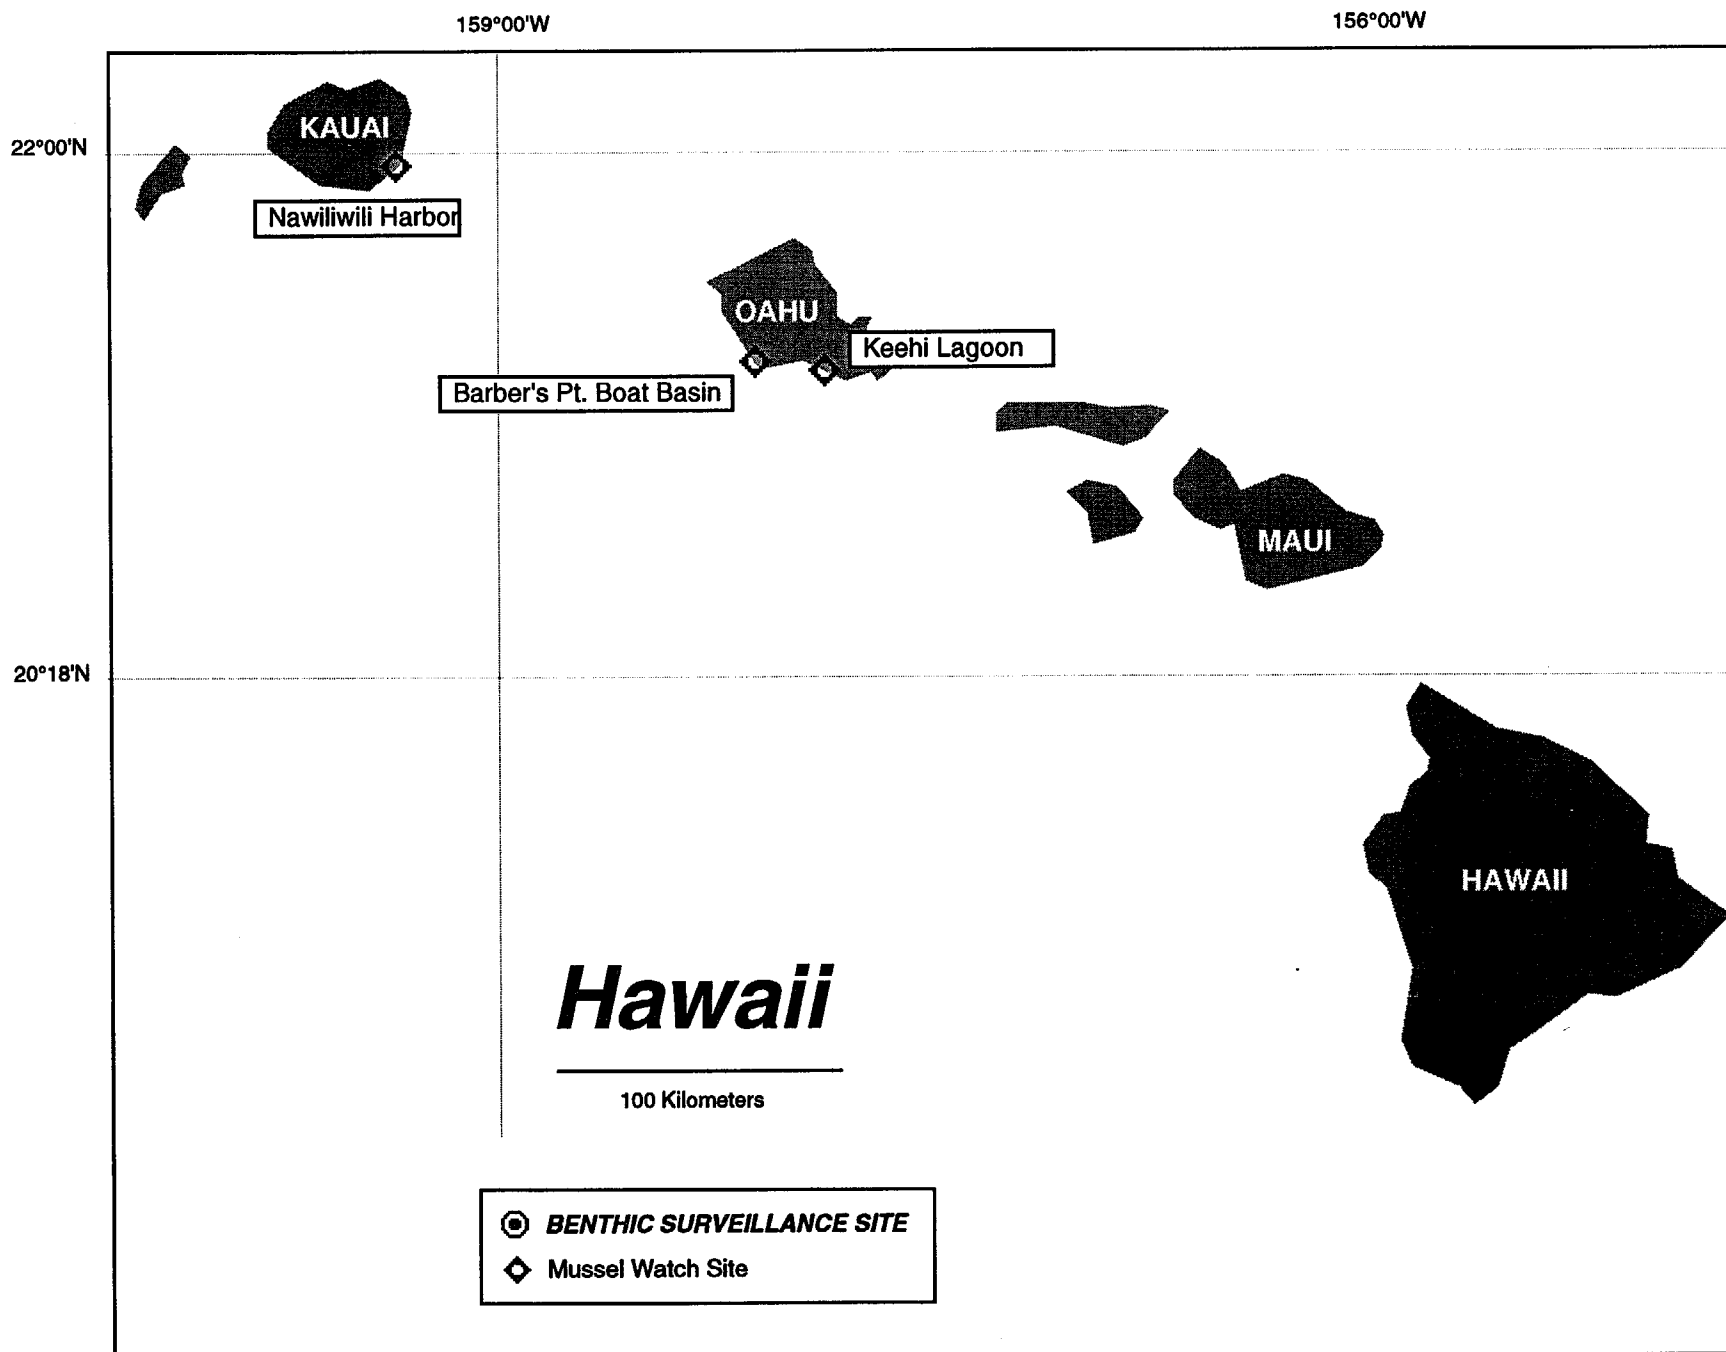 159°00'W
156°00'W
KAUAI
22°00'N
Nawiliwili Harbor
OAHU
Keehi Lagoon
Barber's Pt. Boat Basin
MAUI
20°18'N
HAWAII
Hawaii
100 Kilometers
BENTHIC SURVEILLANCE SITE
Mussel Watch Site